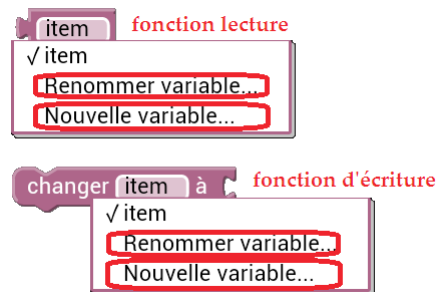 item fonction lecture
√ item
Renommer variable...
Nouvelle variable...
changer item à fonction d'écriture
√ item
Renommer variable...
Nouvelle variable...